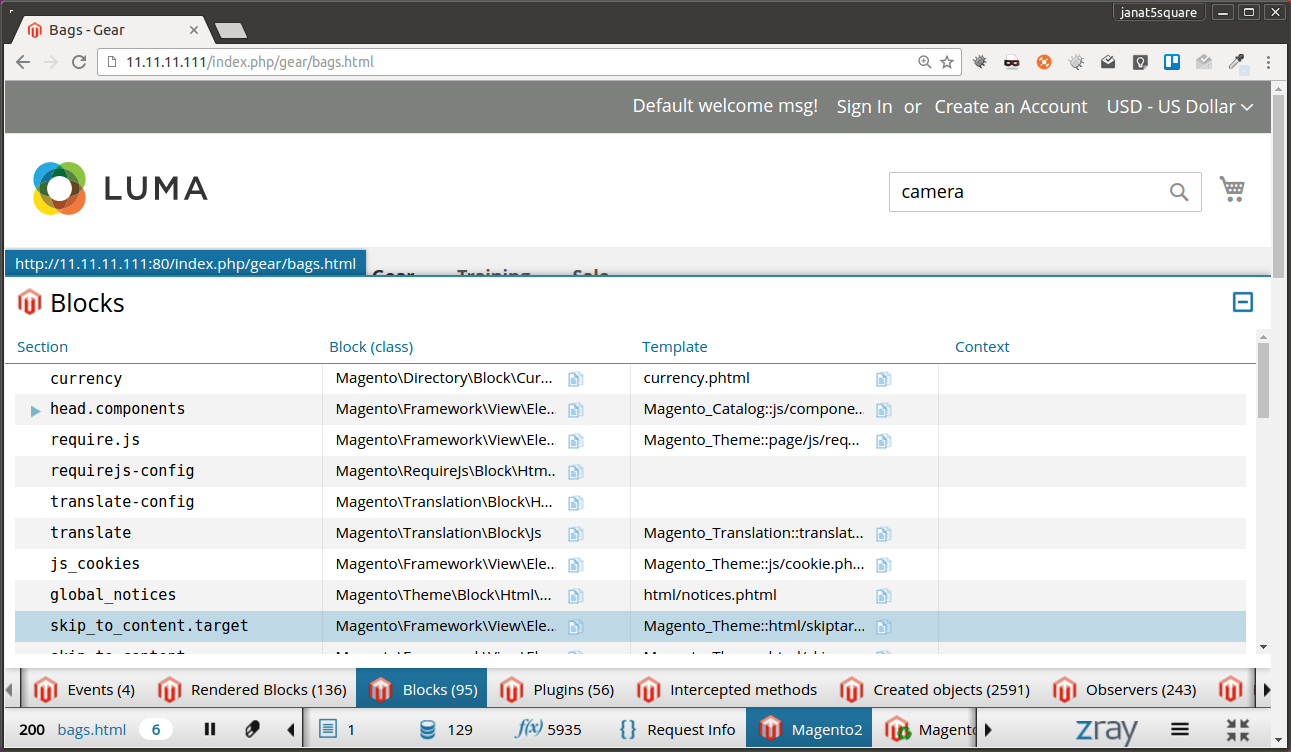 janat5square
Bags - Gear
11.11.11.111/index.php/gear/bags.html
Default welcome msg! Sign In or Create an Account USD - US Dollar
LUMA
camera
http://11.11.11.111:80/index.php/gear/bags.html Gear Training Sale
Blocks
Section Block (class) Template Context
currency Magento\Directory\Block\Cur... currency.phtml
head.components Magento\Framework\View\Ele... Magento_Catalog::js/compone...
require.js Magento\Framework\View\Ele... Magento_Theme::page/js/req...
requirejs-config Magento\RequireJs\Block\Htm...
translate-config Magento\Translation\Block\H...
translate Magento\Translation\Block\Js Magento_Translation::translat...
js_cookies Magento\Framework\View\Ele... Magento_Theme::js/cookie.ph...
global_notices Magento\Theme\Block\Html\... html/notices.phtml
skip_to_content.target Magento\Framework\View\Ele... Magento_Theme::html/skiptar...
Events (4) Rendered Blocks (136) Blocks (95) Plugins (56) Intercepted methods Created objects (2591) Observers (243)
200 bags.html 6 1 129 f(x) 5935 {} Request Info Magento2 Magento zray